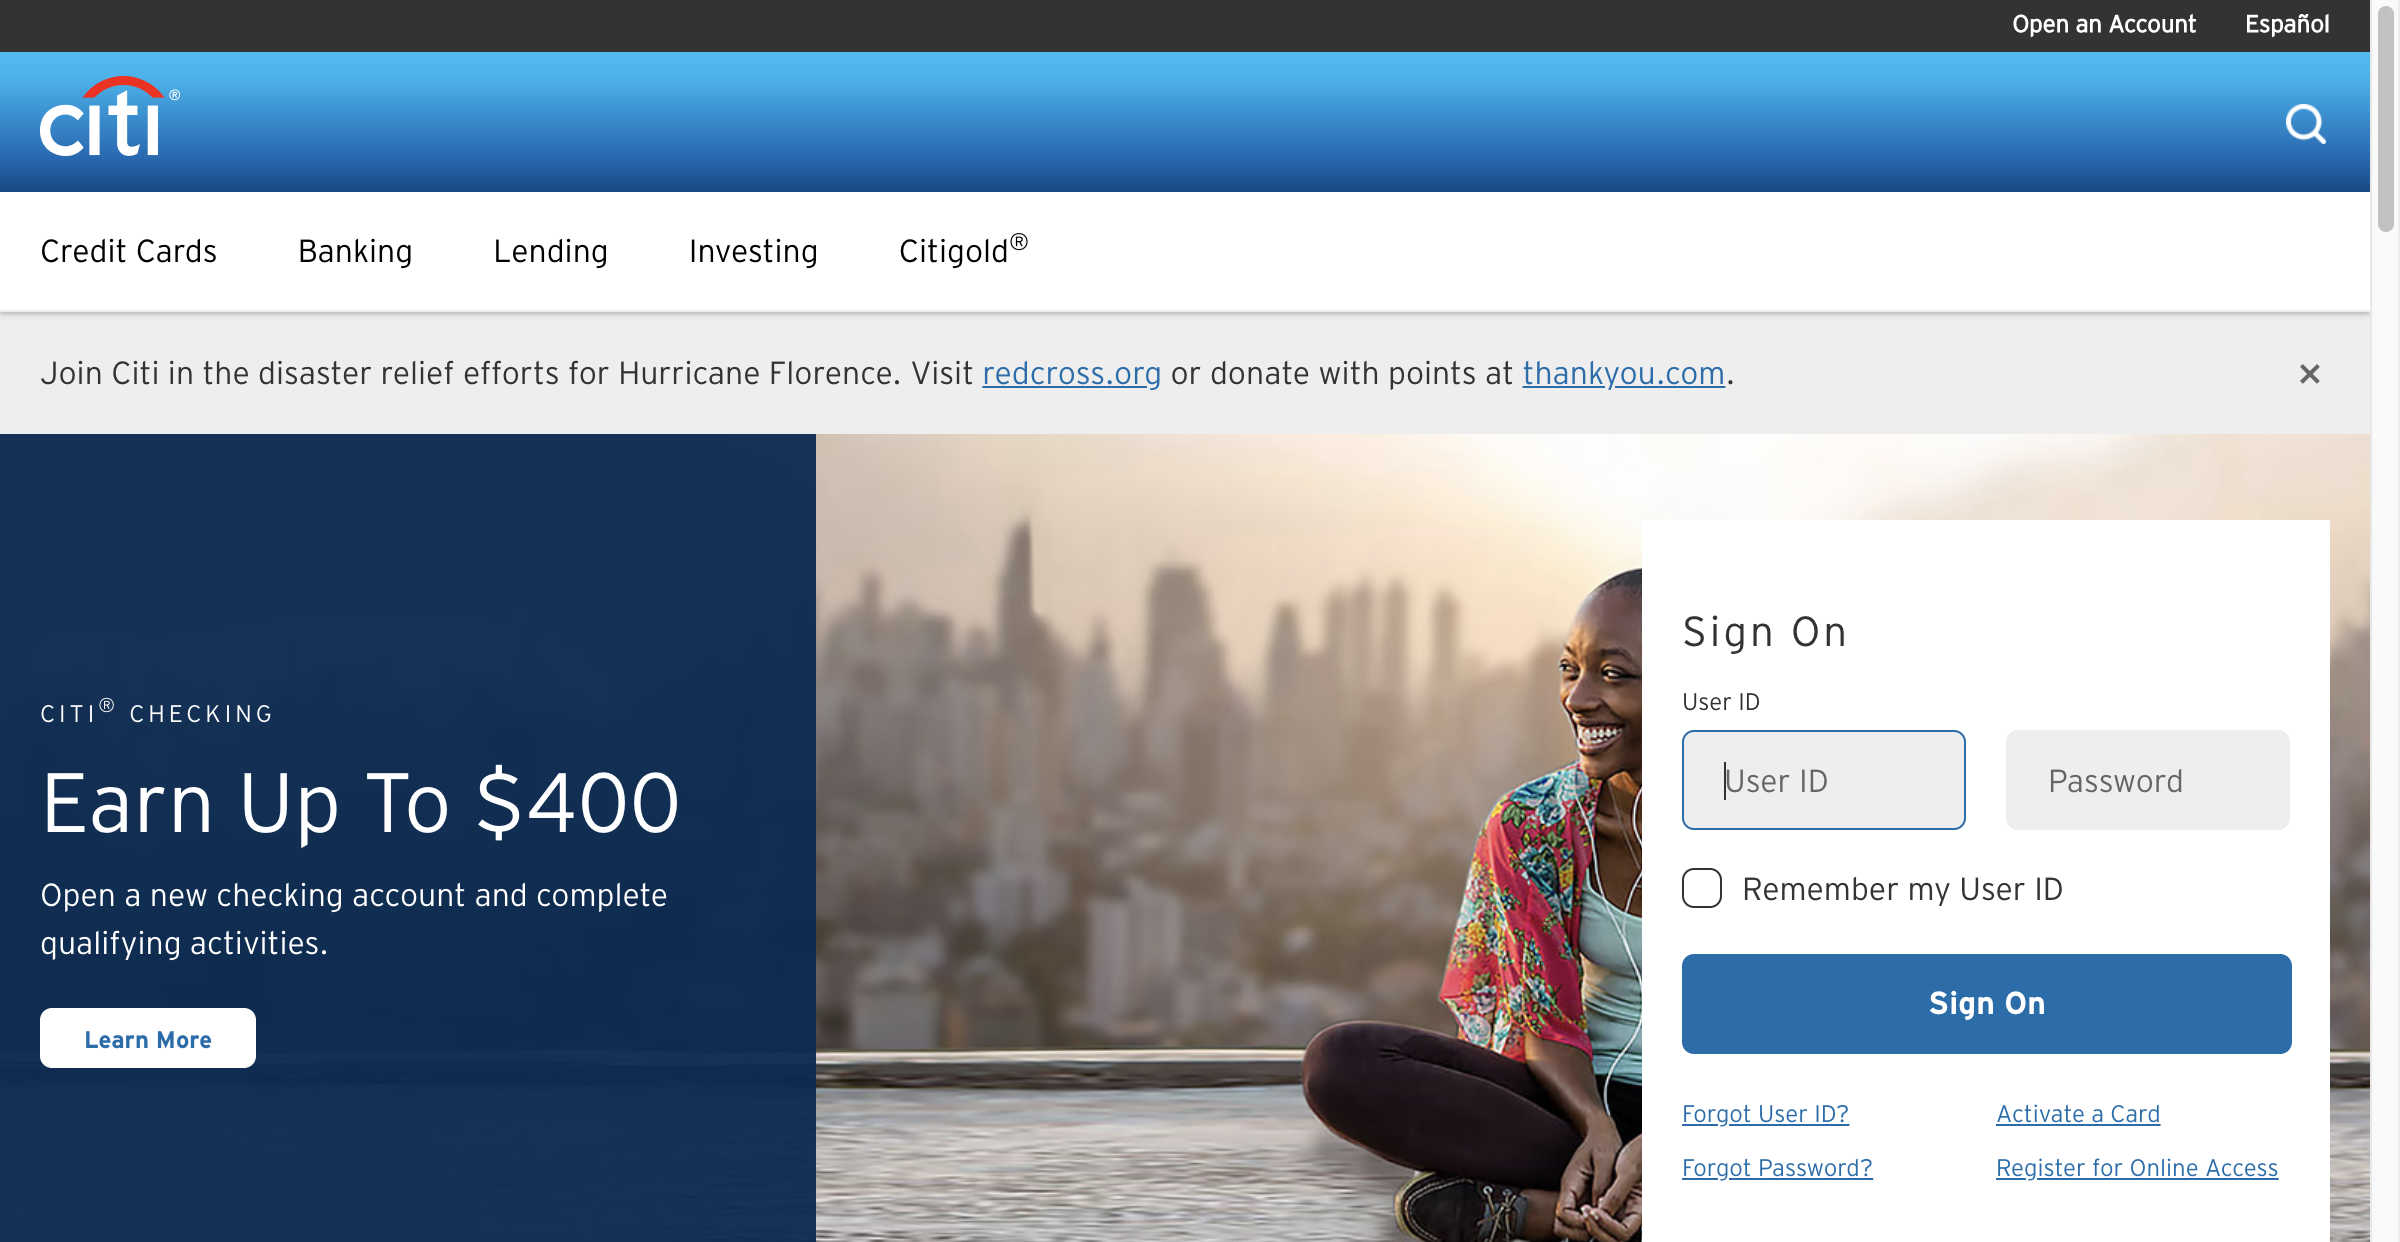 Open an Account
Español
citi®
Credit Cards
Banking
Lending
Investing
Citigold®
Join Citi in the disaster relief efforts for Hurricane Florence. Visit redcross.org or donate with points at thankyou.com.
CITI® CHECKING
Earn Up To $400
Open a new checking account and complete
qualifying activities.
Learn More
Sign On
User ID
User ID
Password
Remember my User ID
Sign On
Forgot User ID?
Activate a Card
Forgot Password?
Register for Online Access